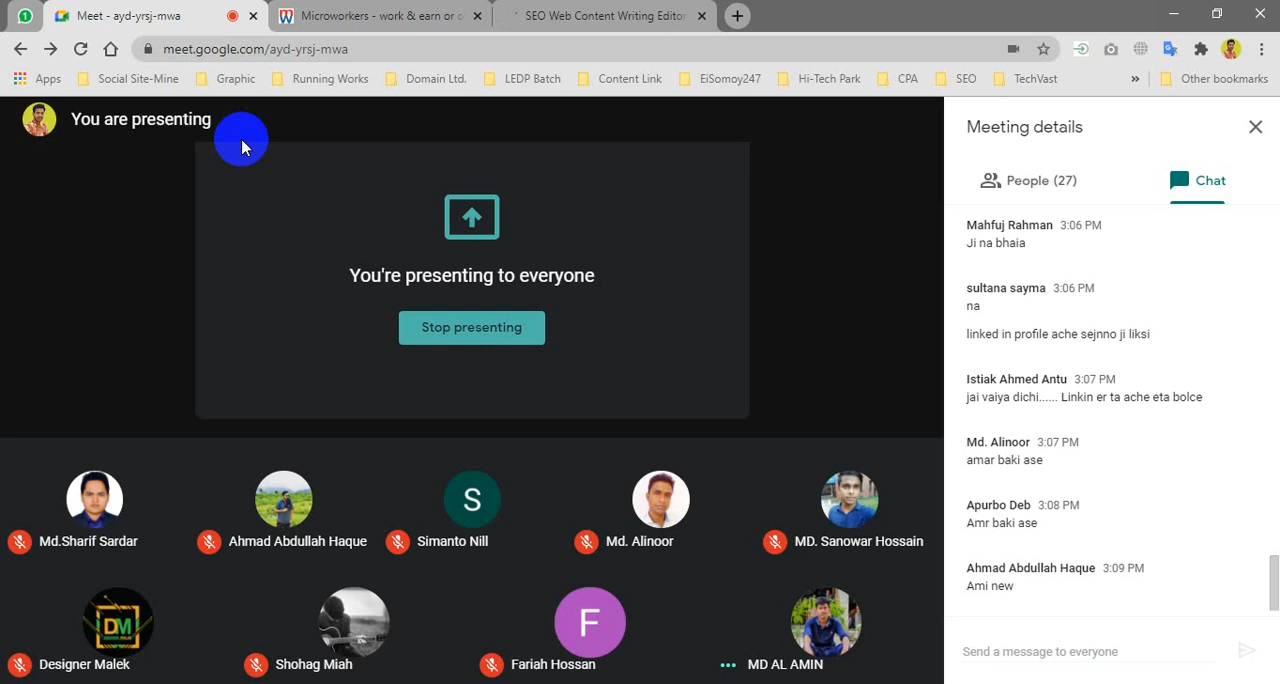 1
Meet - ayd-yrsj-mwa
Microworkers - work & earn or o
SEO Web Content Writing Editor
meet.google.com/ayd-yrsj-mwa
Apps
Social Site-Mine
Graphic
Running Works
Domain Ltd.
LEDP Batch
Content Link
EiSmoy247
Hi-Tech Park
CPA
SEO
TechVast
»
Other bookmarks
You are presenting
You're presenting to everyone
Stop presenting
Md.Sharif Sardar
Ahmad Abdullah Haque
S
Simanto Nill
Md. Alinoor
MD. Sanowar Hossain
DM
Designer Malek
Shohag Miah
F
Fariah Hossan
MD AL AMIN
Meeting details
People (27)
Chat
Mahfuj Rahman 3:06 PM
Ji na bhaia
sultana sayma 3:06 PM
na
linked in profile ache sejnno ji liksi
Istiak Ahmed Antu 3:07 PM
jai vaiya dichi...... Linkin er ta ache eta bolce
Md. Alinoor 3:07 PM
amar baki ase
Apurbo Deb 3:08 PM
Amr baki ase
Ahmad Abdullah Haque 3:09 PM
Ami new
Send a message to everyone